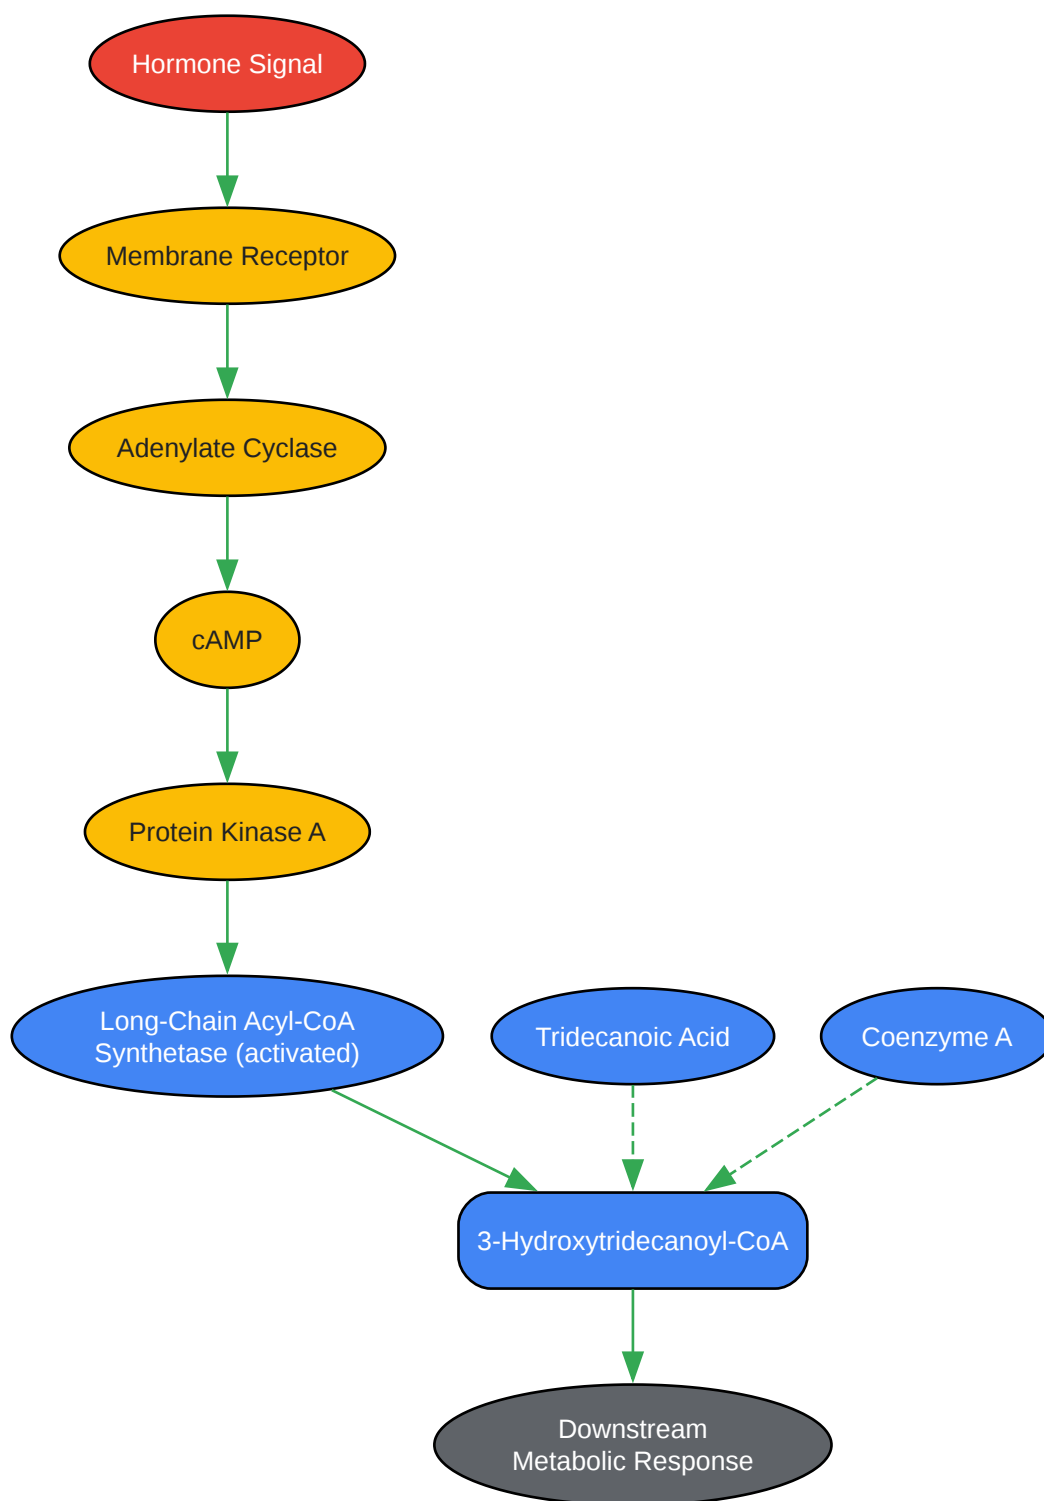 Hormone Signal
Membrane Receptor
Adenylate Cyclase
cAMP
Protein Kinase A
Long-Chain Acyl-CoA
Synthetase (activated)
Tridecanoic Acid
Coenzyme A
3-Hydroxytridecanoyl-CoA
Downstream
Metabolic Response